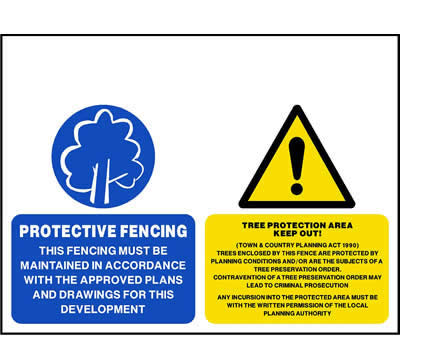 PROTECTIVE FENCING
THIS FENCING MUST BE
MAINTAINED IN ACCORDANCE
WITH THE APPROVED PLANS
AND DRAWINGS FOR THIS
DEVELOPMENT
TREE PROTECTION AREA
KEEP OUT!
(TOWN & COUNTRY PLANNING ACT 1990)
TREES ENCLOSED BY THIS FENCE ARE PROTECTED BY
PLANNING CONDITIONS AND/OR ARE THE SUBJECTS OF A
TREE PRESERVATION ORDER.
CONTRAVENTION OF A TREE PRESERVATION ORDER MAY
LEAD TO CRIMINAL PROSECUTION
ANY INCURSION INTO THE PROTECTED AREA MUST BE
WITH THE WRITTEN PERMISSION OF THE LOCAL
PLANNING AUTHORITY